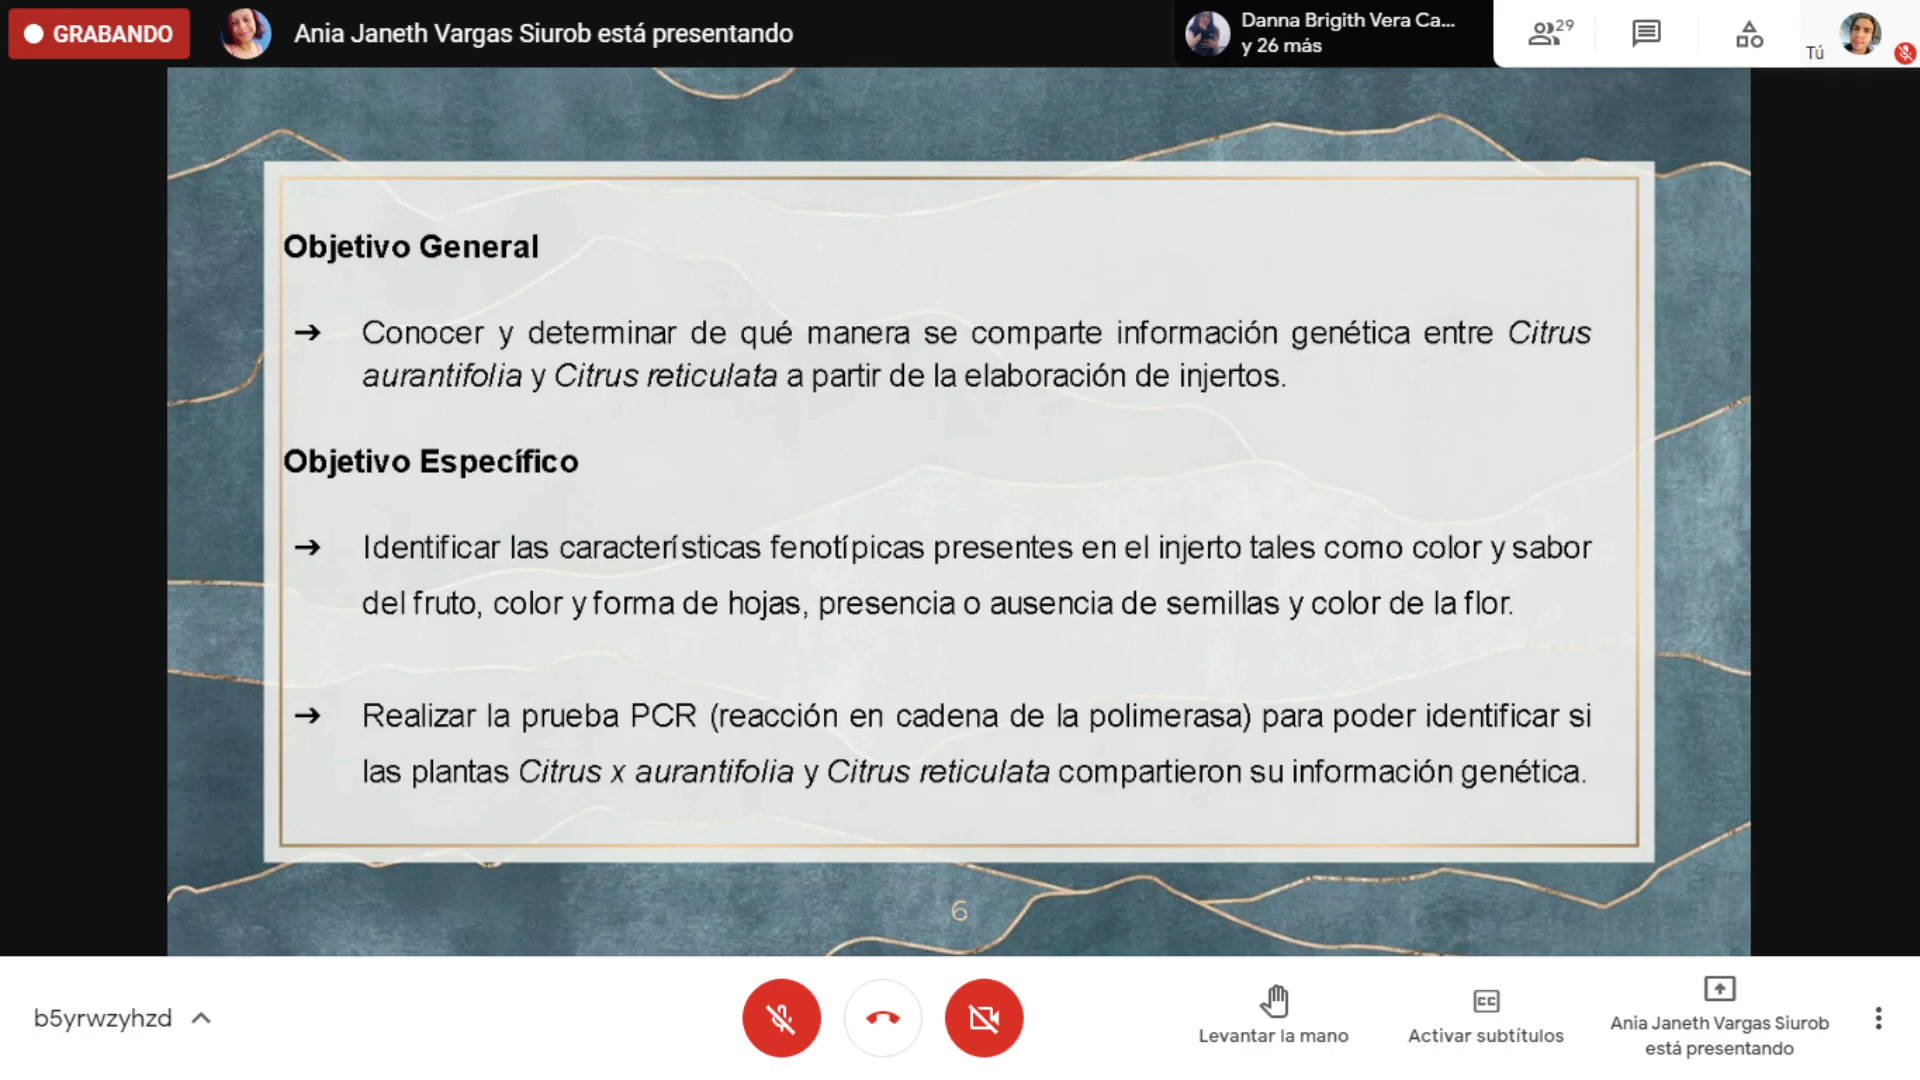 GRABANDO
Ania Janeth Vargas Siurob está presentando
Danna Brigith Vera Ca...
y 26 más
29
Tú
Objetivo General
➔ Conocer y determinar de qué manera se comparte información genética entre Citrus
aurantifolia y Citrus reticulata a partir de la elaboración de injertos.
Objetivo Específico
➔ Identificar las características fenotípicas presentes en el injerto tales como color y sabor
del fruto, color y forma de hojas, presencia o ausencia de semillas y color de la flor.
➔ Realizar la prueba PCR (reacción en cadena de la polimerasa) para poder identificar si
las plantas Citrus x aurantifolia y Citrus reticulata compartieron su información genética.
6
b5yrwzyhzd
Levantar la mano
CC
Activar subtítulos
Ania Janeth Vargas Siurob
está presentando